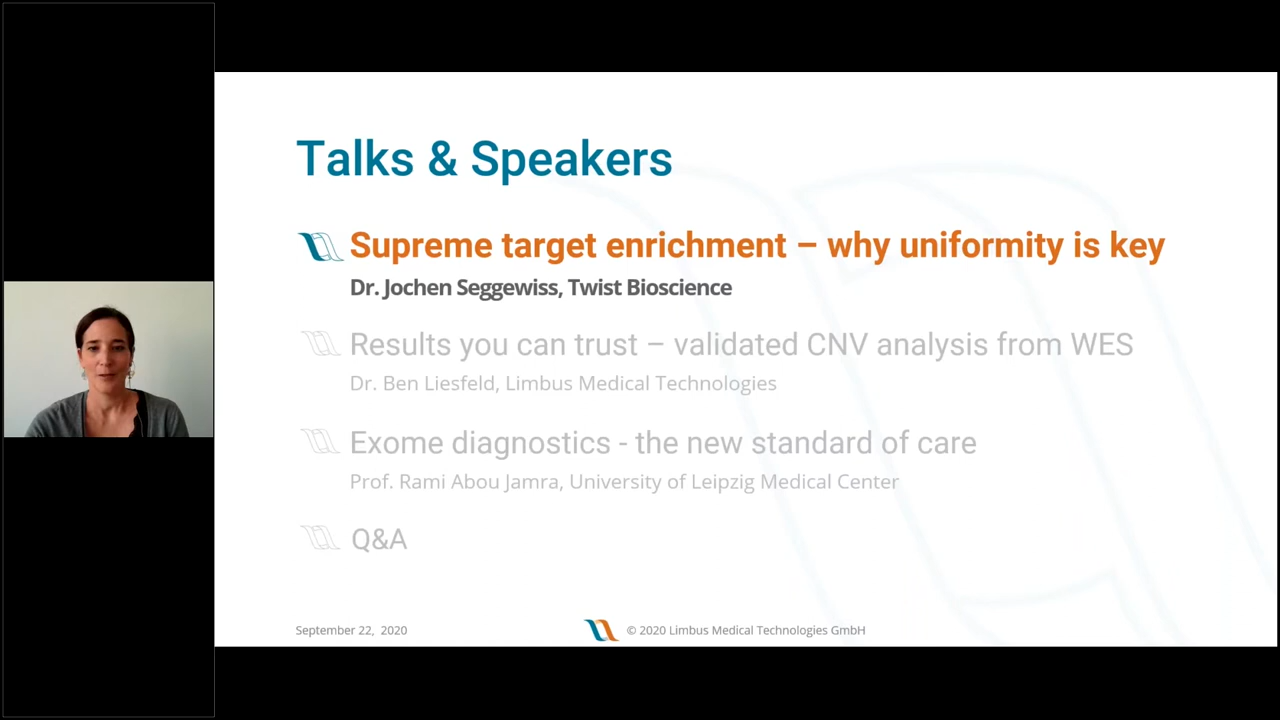 Talks & Speakers
Supreme target enrichment – why uniformity is key
Dr. Jochen Seggewiss, Twist Bioscience
Results you can trust – validated CNV analysis from WES
Dr. Ben Liesfeld, Limbus Medical Technologies
Exome diagnostics - the new standard of care
Prof. Rami Abou Jamra, University of Leipzig Medical Center
Q&A
September 22, 2020
© 2020 Limbus Medical Technologies GmbH